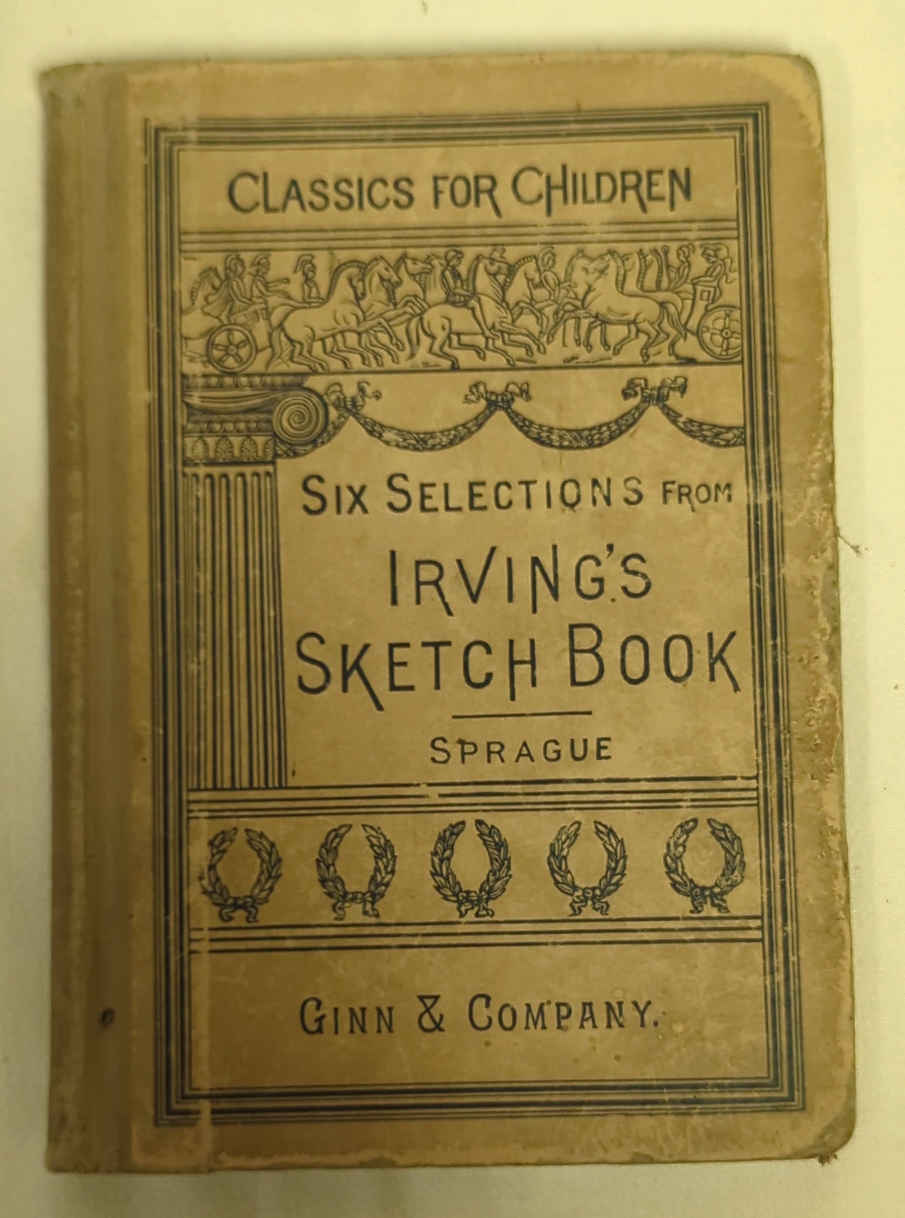 Classics for Children
Six Selections from
Irving's
Sketch Book
Sprague
Ginn & Company.